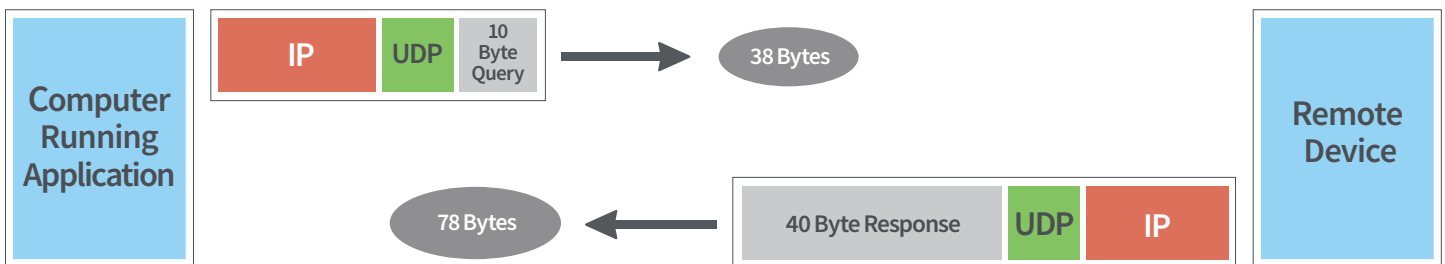 Computer
Running
Application
IP
UDP
10
Byte
Query
38 Bytes
Remote
Device
78 Bytes
40 Byte Response
UDP
IP